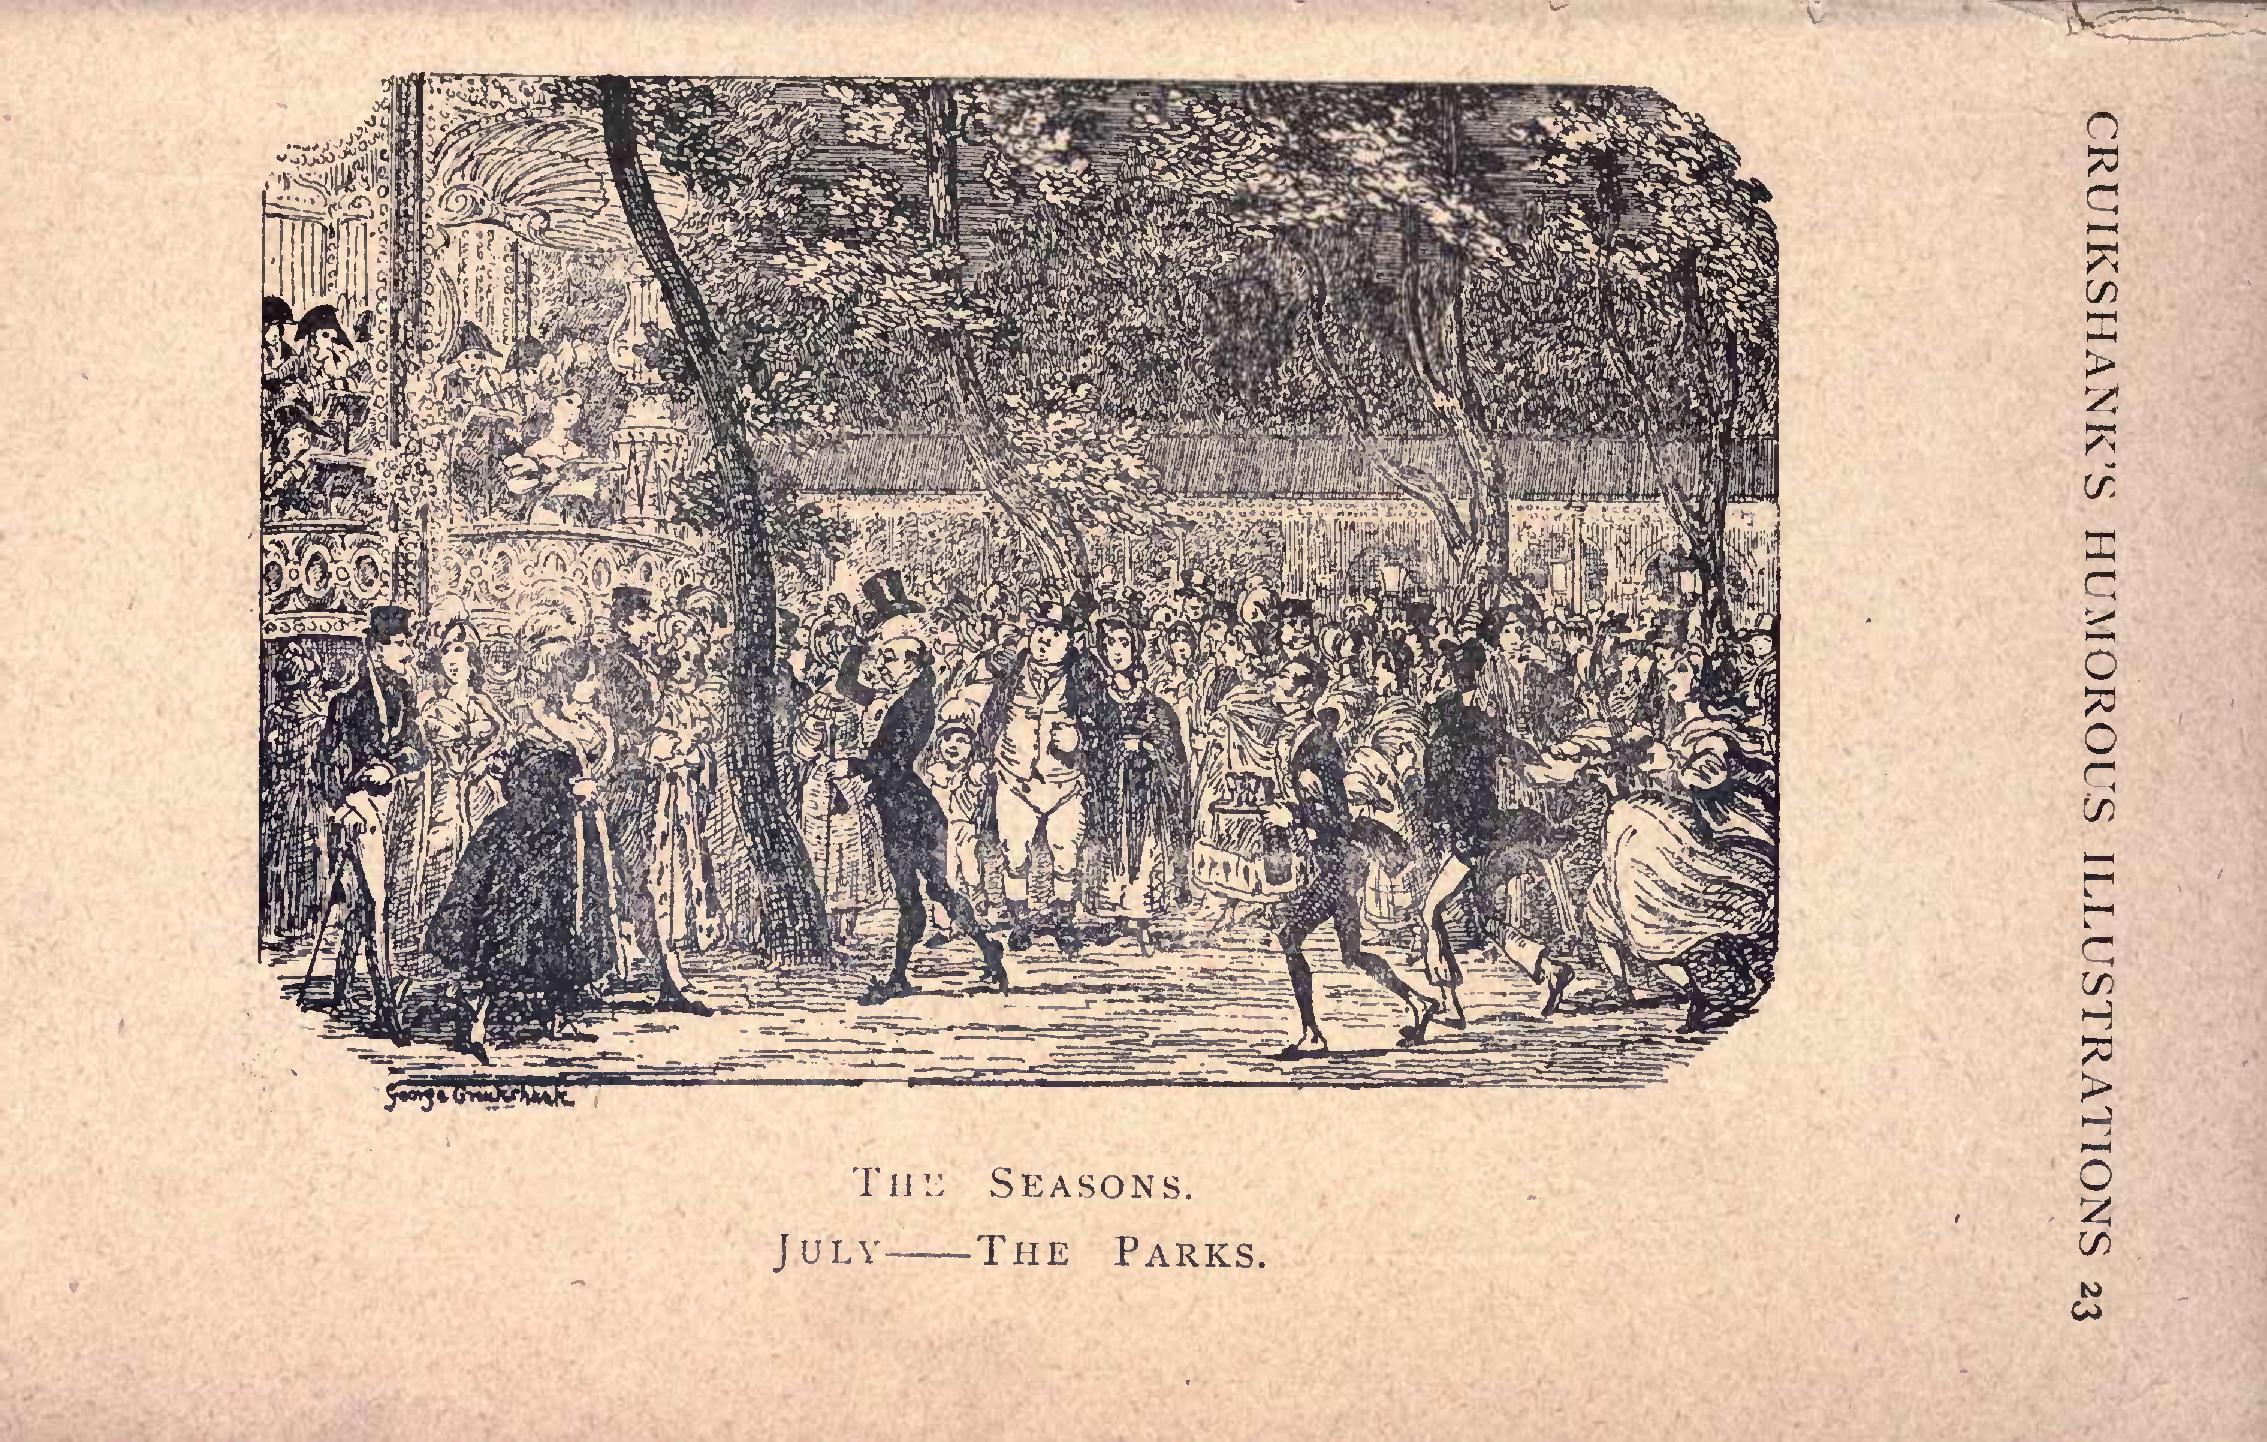 CRUIKSHANK'S HUMOROUS ILLUSTRATIONS 23
George Cruikshank
THE SEASONS.
JULY—THE PARKS.